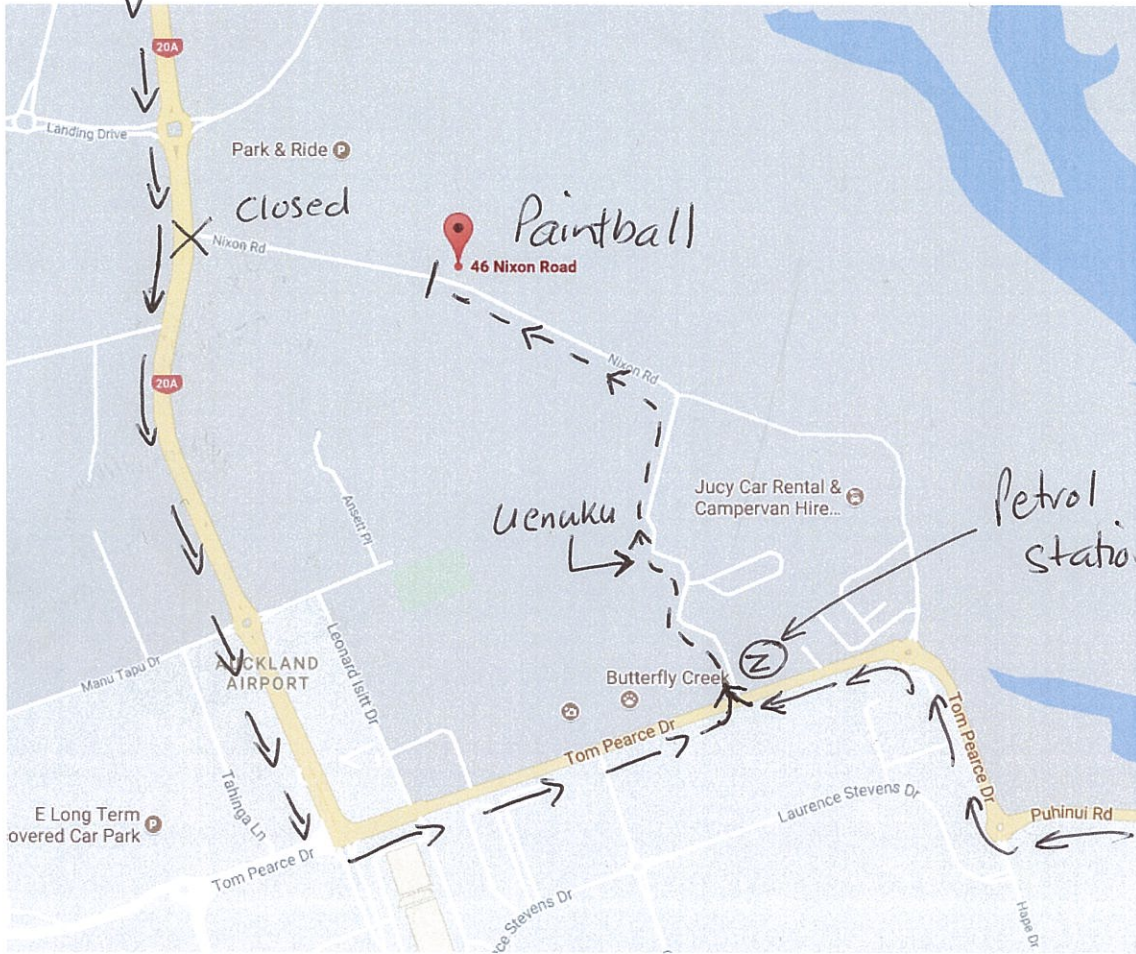 20A
Landing Drive
Park & Ride P
Closed
Nixon Rd
Paintball
46 Nixon Road
20A
Nixon Rd
Ansett Pl
Jucy Car Rental &
Campervan Hire...
Uenuku
Petrol
statio
Leonard Isitt Dr
Manu Tapu Dr
AUCKLAND
AIRPORT
Butterfly Creek
Z
Tom Pearce Dr
Tom Pearce Dr
Tahinga Ln
Laurence Stevens Dr
Puhinui Rd
E Long Term
overed Car Park P
Tom Pearce Dr
ce Stevens Dr
Hape Dr